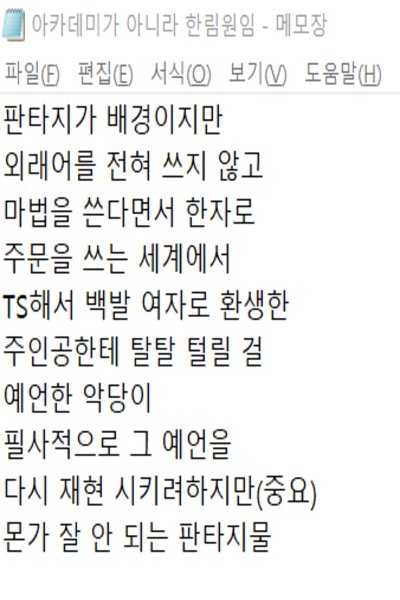 아카데미가 아니라 한림원임 - 메모장
파일(F) 편집(E) 서식(O) 보기(V) 도움말(H)
판타지가 배경이지만
외래어를 전혀 쓰지 않고
마법을 쓴다면서 한자로
주문을 쓰는 세계에서
TS해서 백발 여자로 환생한
주인공한테 탈탈 털릴 걸
예언한 악당이
필사적으로 그 예언을
다시 재현 시키려하지만(중요)
몬가 잘 안 되는 판타지물